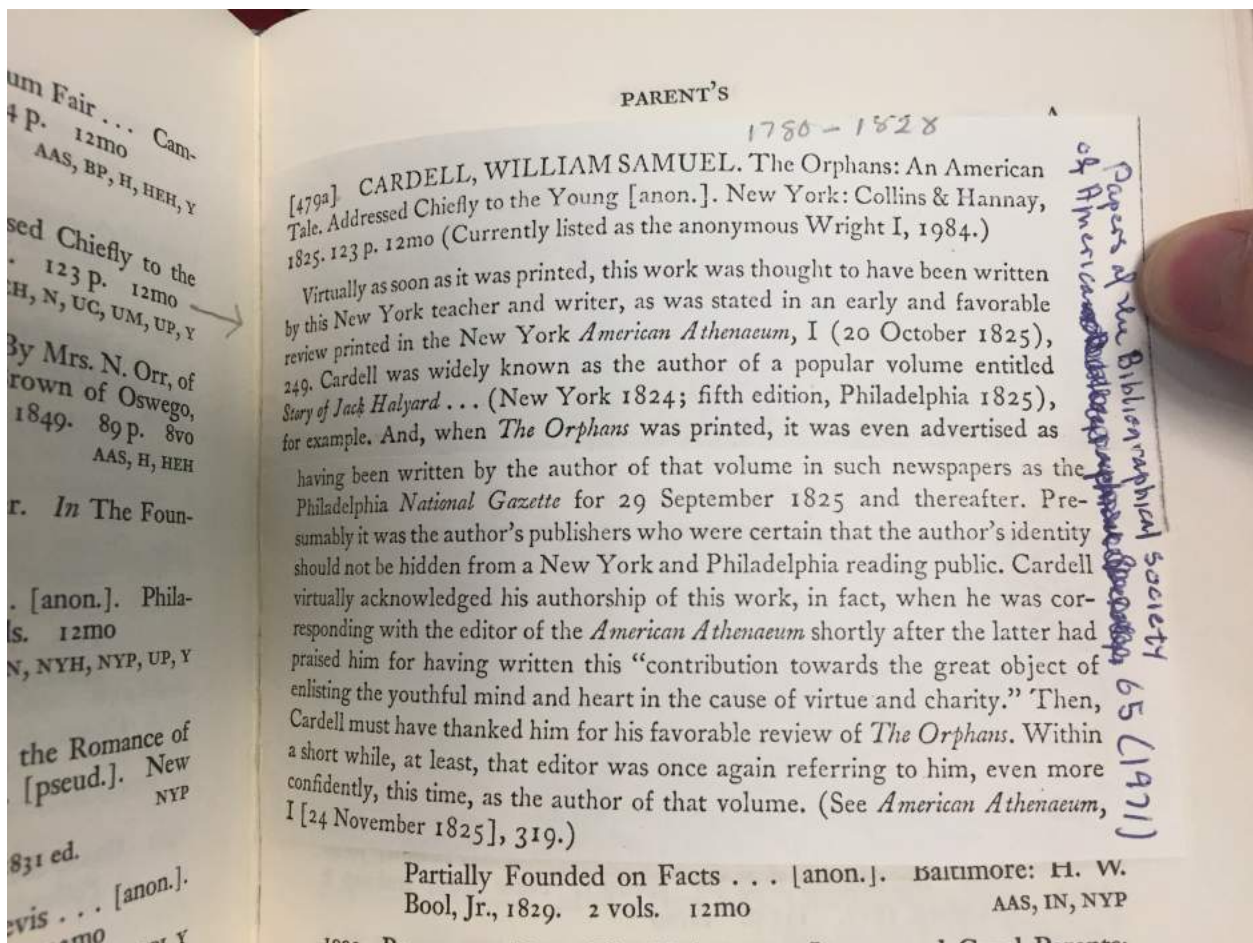 um Fair... Cam-
4 p. 12mo
AAS, BP, H, HEH, Y
sed Chiefly to the
123 p. 12mo
H, N, UC, UM, UP, Y
By Mrs. N. Orr, of
rown of Oswego,
1849. 89 p. 8vo
AAS, H, HEH
r. In The Foun-
. [anon.]. Phila-
ls. 12mo
N, NYH, NYP, UP, Y
the Romance of
[pseud.]. New
NYP
831 ed.
evis . . . [anon.].
mo
PARENT'S
1780 - 1828
[479a] CARDELL, WILLIAM SAMUEL. The Orphans: An American
Tale. Addressed Chiefly to the Young [anon.]. New York: Collins & Hannay,
1825. 123 p. 12mo (Currently listed as the anonymous Wright I, 1984.)
Virtually as soon as it was printed, this work was thought to have been written
by this New York teacher and writer, as was stated in an early and favorable
review printed in the New York American Athenaeum, I (20 October 1825),
249. Cardell was widely known as the author of a popular volume entitled
Story of Jack Halyard . . . (New York 1824; fifth edition, Philadelphia 1825),
for example. And, when The Orphans was printed, it was even advertised as
having been written by the author of that volume in such newspapers as the
Philadelphia National Gazette for 29 September 1825 and thereafter. Pre-
sumably it was the author's publishers who were certain that the author's identity
should not be hidden from a New York and Philadelphia reading public. Cardell
virtually acknowledged his authorship of this work, in fact, when he was cor-
responding with the editor of the American Athenaeum shortly after the latter had
praised him for having written this “contribution towards the great object of
enlisting the youthful mind and heart in the cause of virtue and charity.” Then,
Cardell must have thanked him for his favorable review of The Orphans. Within
a short while, at least, that editor was once again referring to him, even more
confidently, this time, as the author of that volume. (See American Athenaeum,
I [24 November 1825], 319.)
Papers of the Bibliographical Society
of American 65 (1971)
Partially Founded on Facts . . . [anon.]. Baltimore: H. W.
Bool, Jr., 1829. 2 vols. 12mo
AAS, IN, NYP